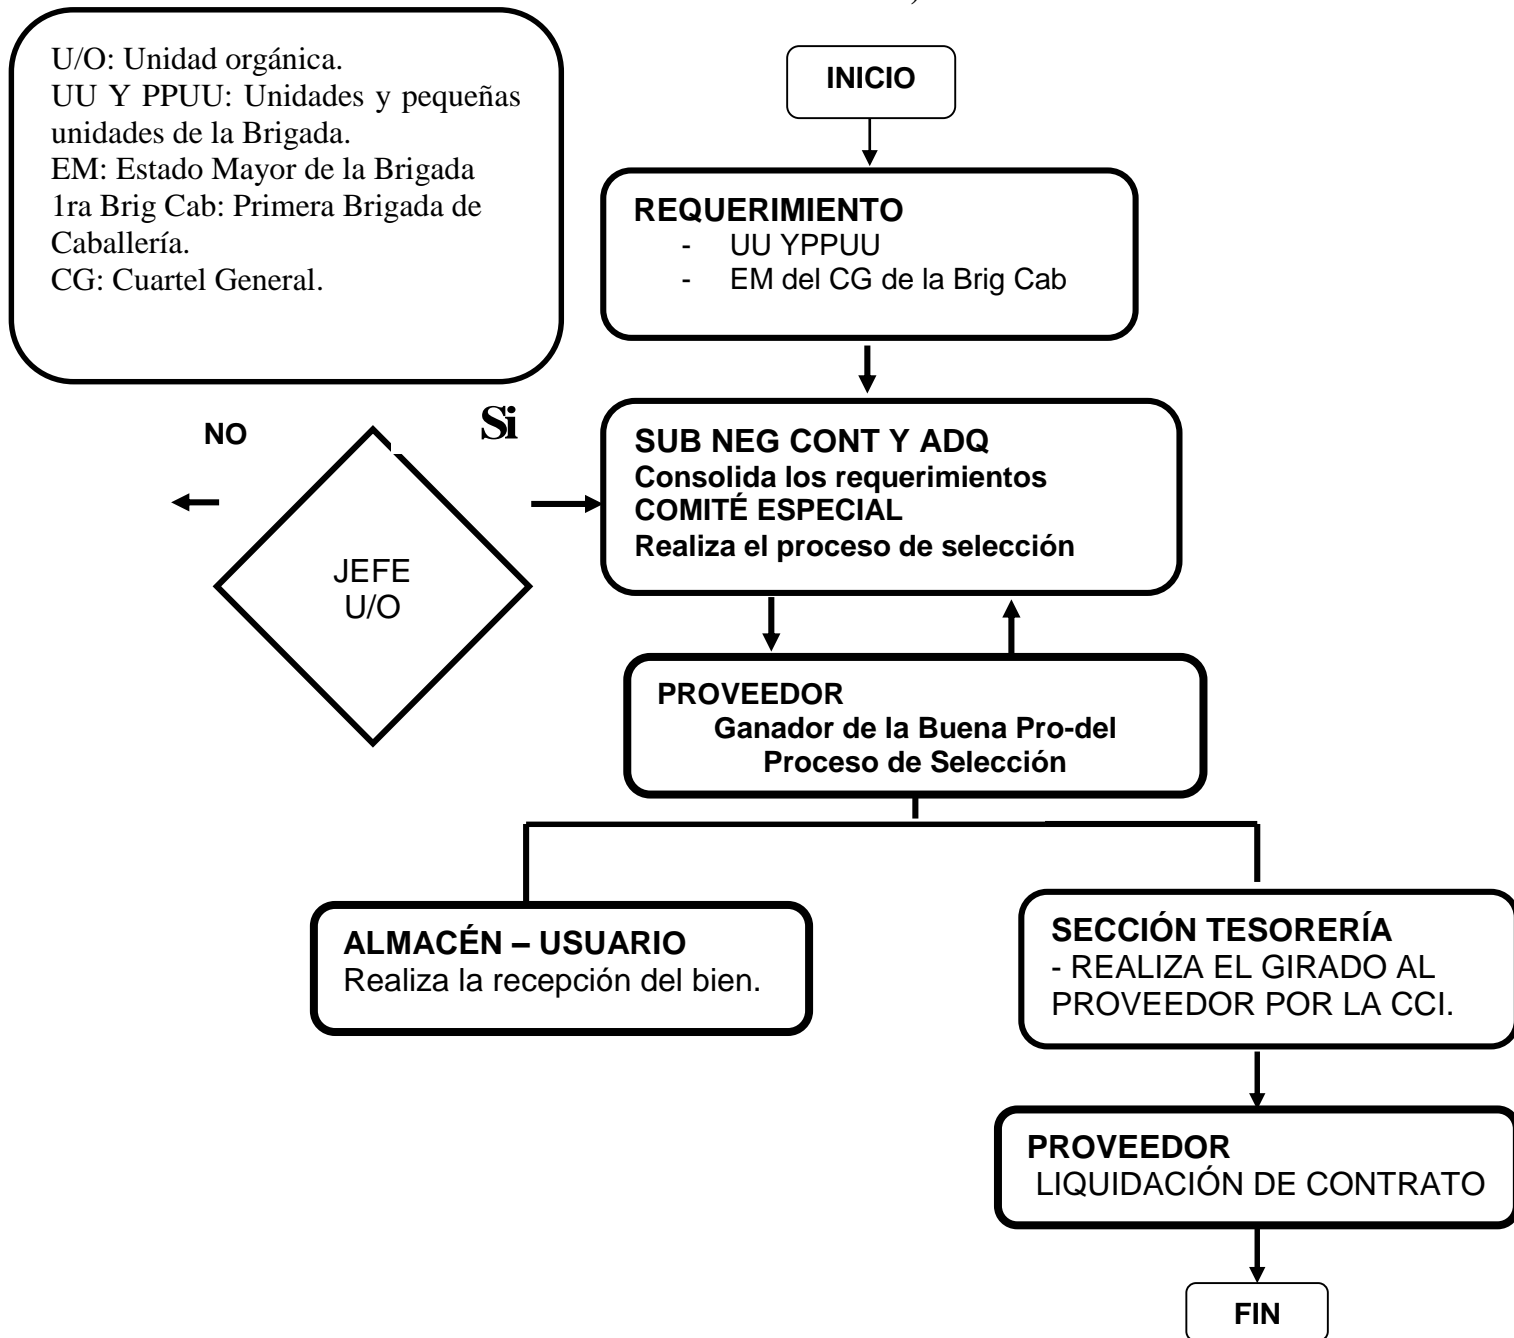 U/O: Unidad orgánica.
UU Y PPUU: Unidades y pequeñas
unidades de la Brigada.
EM: Estado Mayor de la Brigada
1ra Brig Cab: Primera Brigada de
Caballería.
CG: Cuartel General.
INICIO
REQUERIMIENTO
- UU YPPUU
- EM del CG de la Brig Cab
NO
Si
JEFE
U/O
SUB NEG CONT Y ADQ
Consolida los requerimientos
COMITÉ ESPECIAL
Realiza el proceso de selección
PROVEEDOR
Ganador de la Buena Pro-del
Proceso de Selección
ALMACÉN – USUARIO
Realiza la recepción del bien.
SECCIÓN TESORERÍA
- REALIZA EL GIRADO AL
PROVEEDOR POR LA CCI.
PROVEEDOR
LIQUIDACIÓN DE CONTRATO
FIN